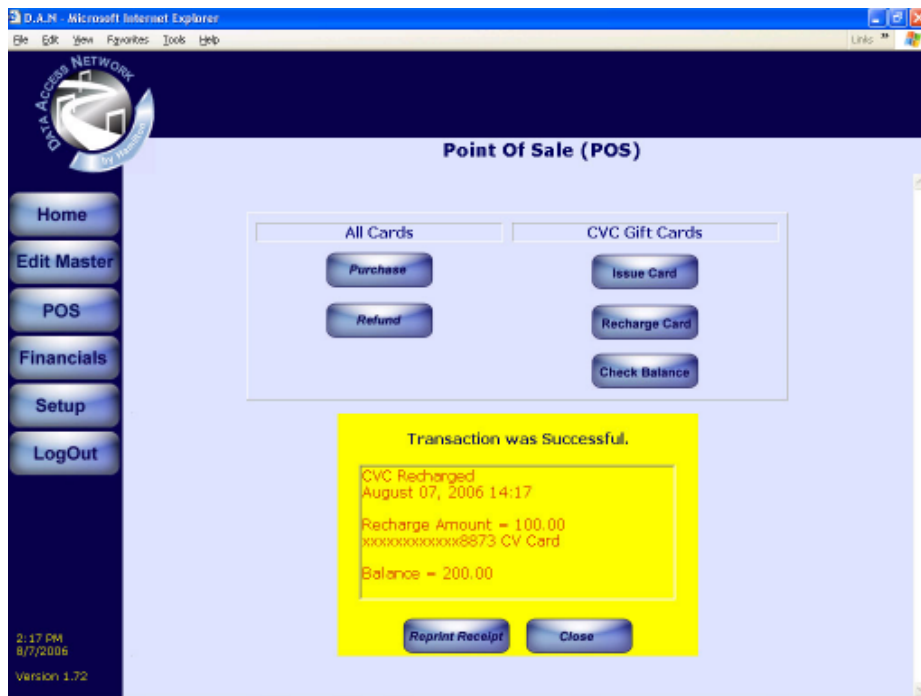 D.A.N - Microsoft Internet Explorer
File Edit View Favorites Tools Help
Links »
DATA ACCESS NETWORK
by Hamilton
Point Of Sale (POS)
Home
Edit Master
POS
Financials
Setup
LogOut
All Cards
CVC Gift Cards
Purchase
Issue Card
Refund
Recharge Card
Check Balance
Transaction was Successful.
CVC Recharged
August 07, 2006 14:17
Recharge Amount = 100.00
xxxxxxxxxxxx8873 CV Card
Balance = 200.00
Reprint Receipt
Close
2:17 PM
8/7/2006
Version 1.72